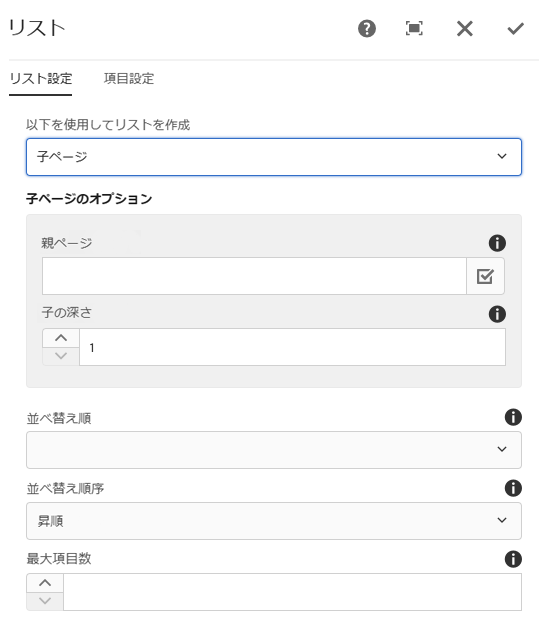 リスト
リスト設定 項目設定
以下を使用してリストを作成
子ページ
子ページのオプション
親ページ
子の深さ
1
並べ替え順
並べ替え順序
昇順
最大項目数